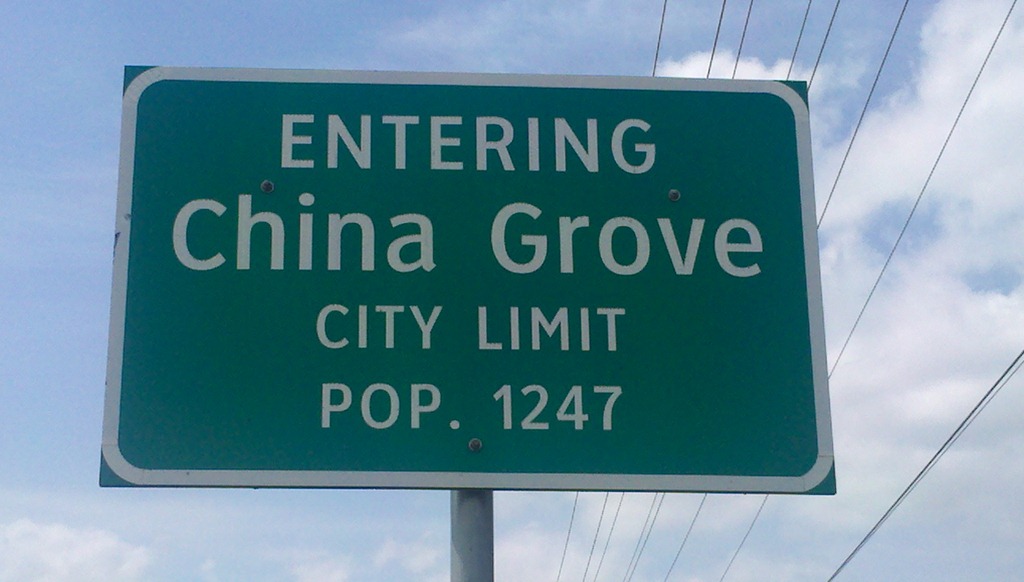 ENTERING
China Grove
CITY LIMIT
POP. 1247